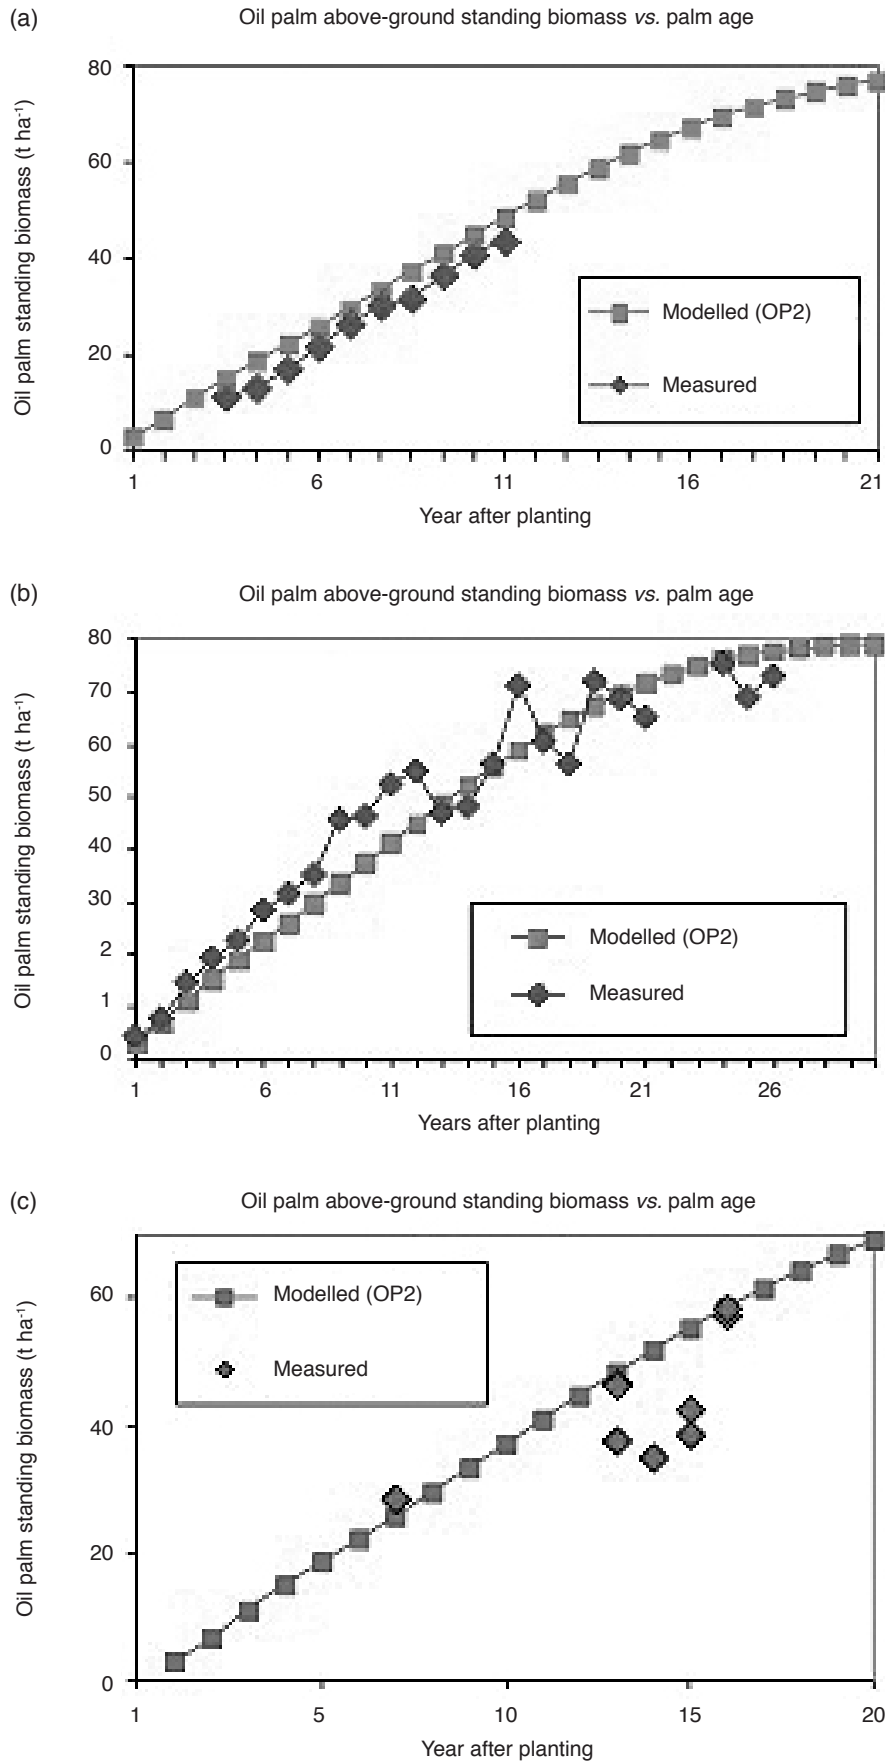 (a)
Oil palm above-ground standing biomass vs. palm age
Oil palm standing biomass (t ha⁻¹)
80
60
40
20
0
Modelled (OP2)
Measured
1 6 11 16 21
Year after planting
(b)
Oil palm above-ground standing biomass vs. palm age
Oil palm standing biomass (t ha⁻¹)
80
70
60
50
40
30
2
1
0
Modelled (OP2)
Measured
1 6 11 16 21 26
Years after planting
(c)
Oil palm above-ground standing biomass vs. palm age
Oil palm standing biomass (t ha⁻¹)
60
40
20
0
Modelled (OP2)
Measured
1 5 10 15 20
Year after planting